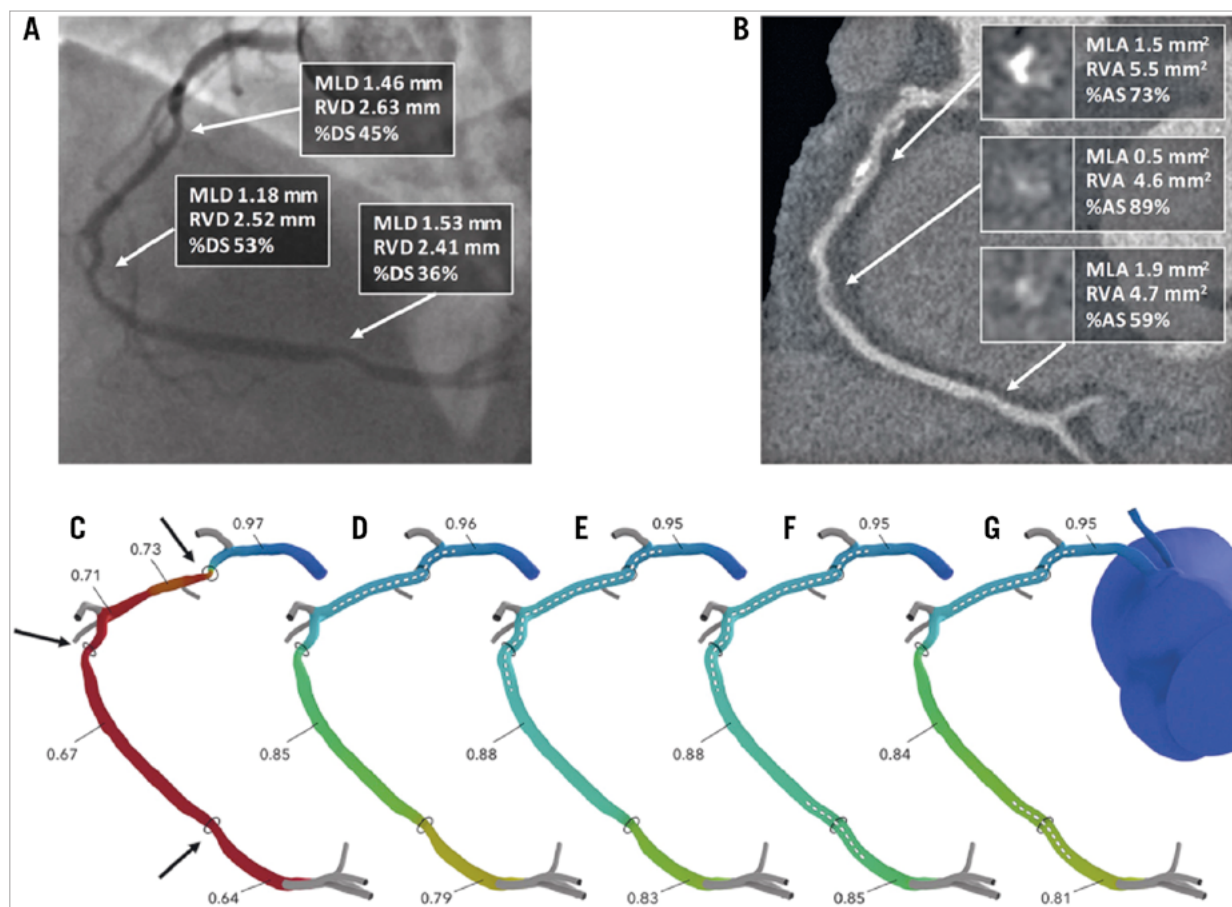 A
MLD 1.46 mm
RVD 2.63 mm
%DS 45%
MLD 1.18 mm
RVD 2.52 mm
%DS 53%
MLD 1.53 mm
RVD 2.41 mm
%DS 36%
B
MLA 1.5 mm²
RVA 5.5 mm²
%AS 73%
MLA 0.5 mm²
RVA 4.6 mm²
%AS 89%
MLA 1.9 mm²
RVA 4.7 mm²
%AS 59%
C
0.97
0.73
0.71
0.67
0.64
D
0.96
0.85
0.79
E
0.95
0.88
0.83
F
0.95
0.88
0.85
G
0.95
0.84
0.81